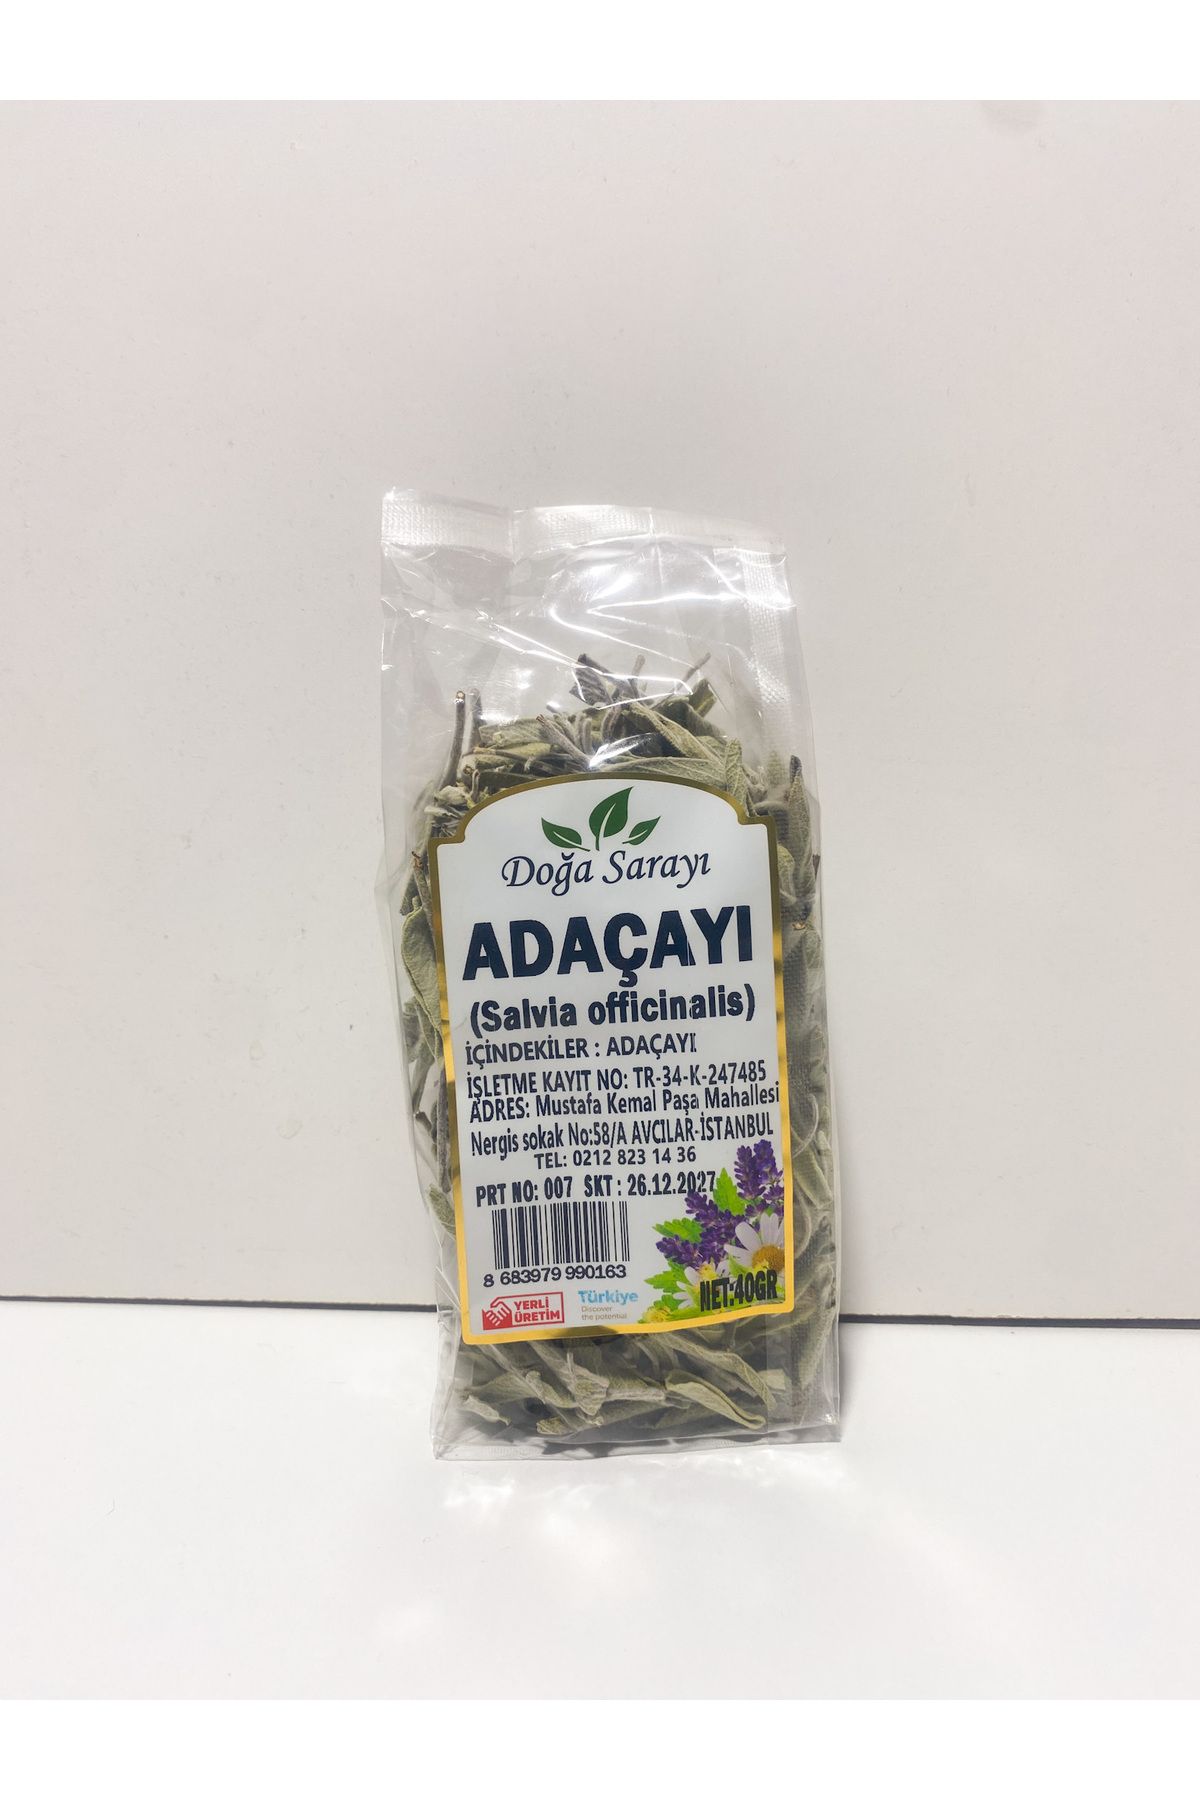 Doğa Sarayı
ADAÇAYI
(Salvia officinalis)
İÇİNDEKİLER : ADAÇAYI
İŞLETME KAYIT NO: TR-34-K-247485
ADRES: Mustafa Kemal Paşa Mahallesi
Nergis sokak No:58/A AVCILAR-İSTANBUL
TEL: 0212 823 14 36
PRT NO: 007 SKT : 26.12.2027
8 683979 990163
NET:40GR
YERLİ
ÜRETİM
Türkiye
Discover
the potential